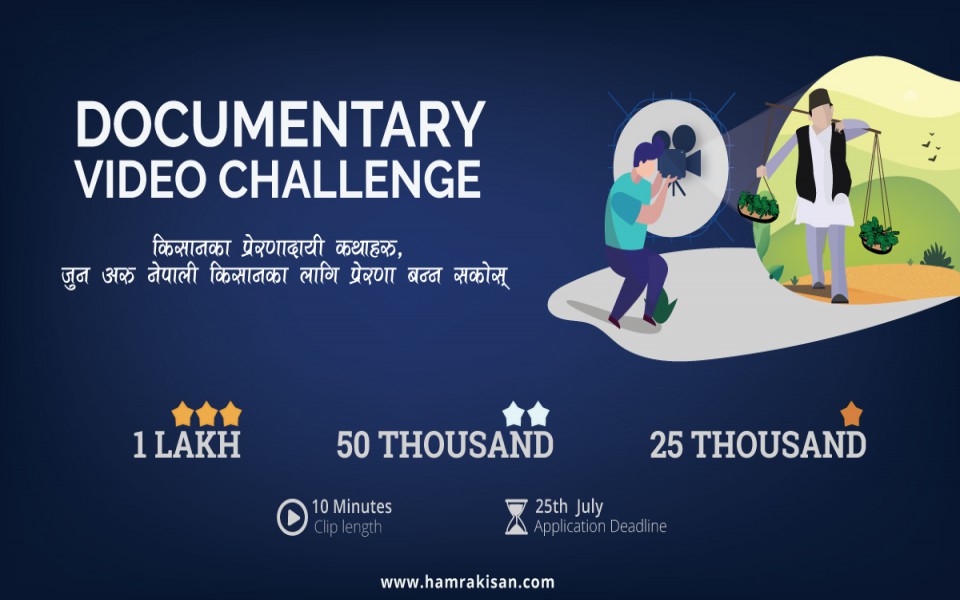 DOCUMENTARY
VIDEO CHALLENGE
किसानका प्रेरणादायी कथाहरु,
जुन अरु नेपाली किसानका लागि प्रेरणा बन्न सकोस्
1 LAKH
50 THOUSAND
25 THOUSAND
10 Minutes
Clip length
25th July
Application Deadline
www.hamrakisan.com